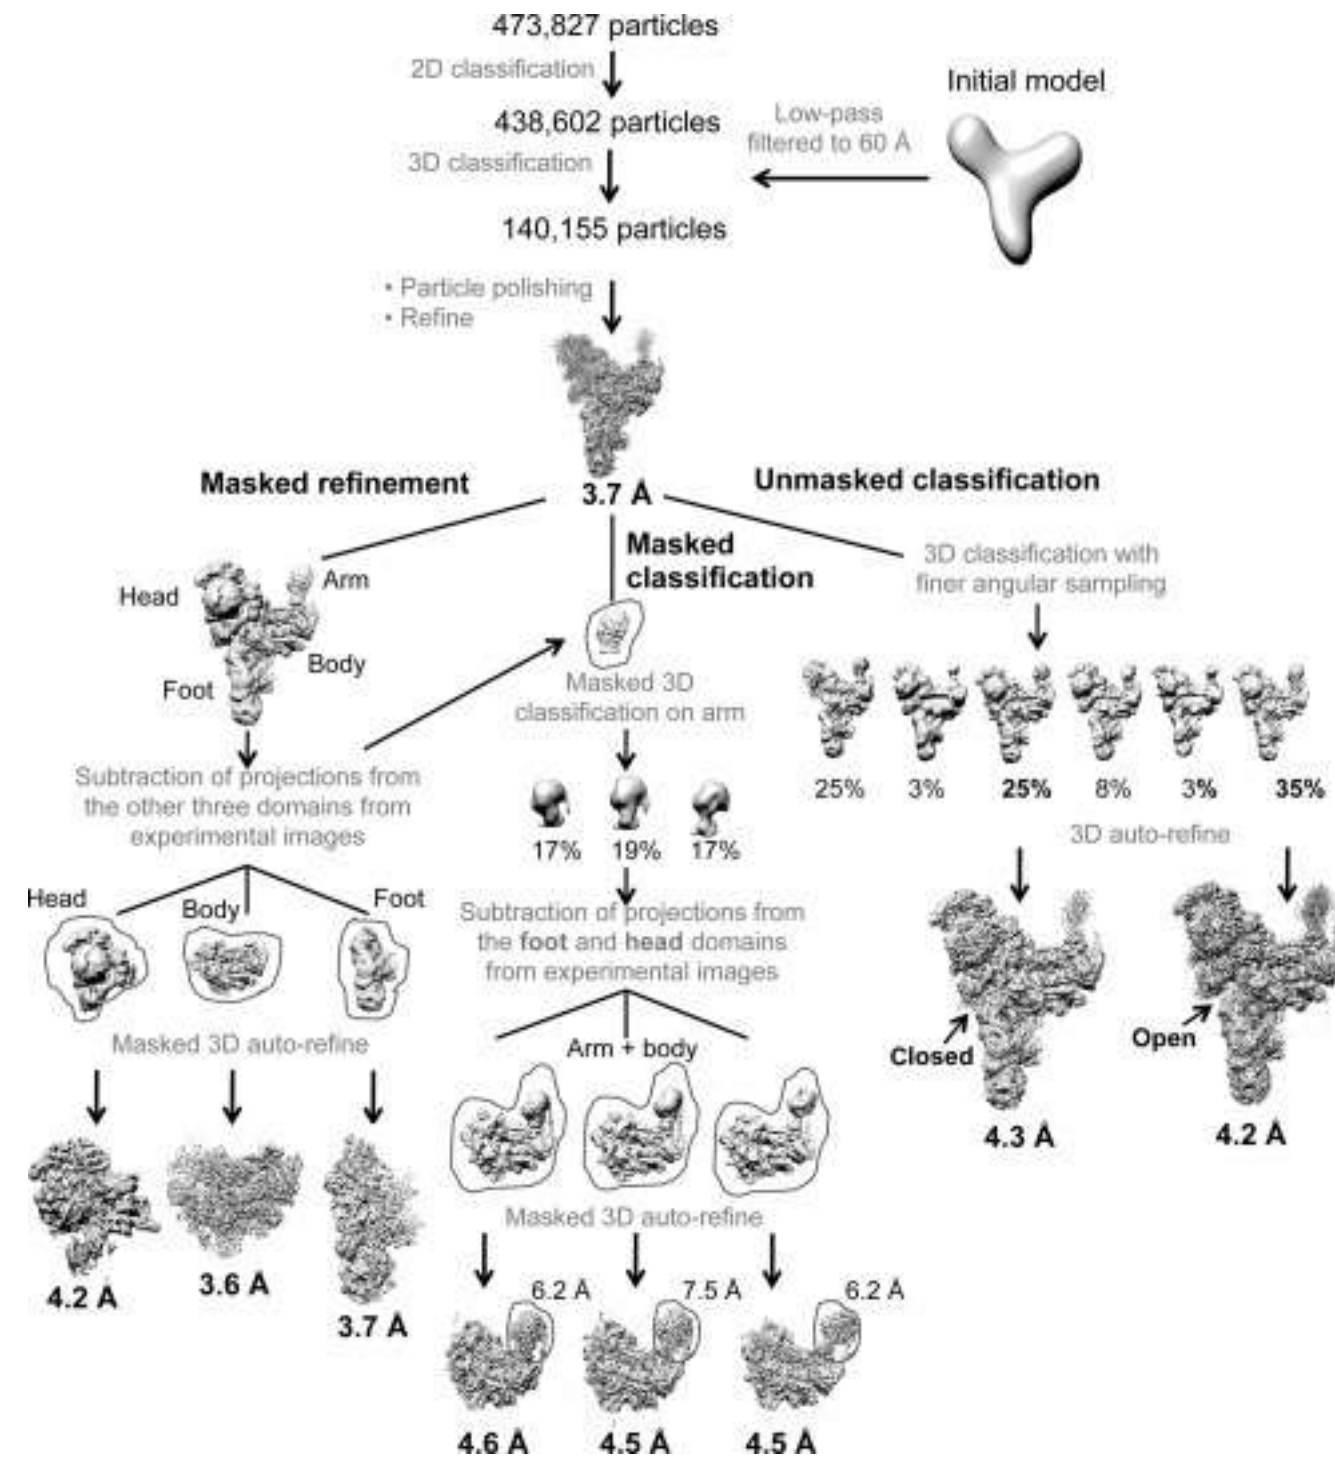 473,827 particles
2D classification
438,602 particles
3D classification
140,155 particles
Initial model
Low-pass
filtered to 60 Å
• Particle polishing
• Refine
3.7 Å
Masked refinement
Head
Arm
Body
Foot
Subtraction of projections from
the other three domains from
experimental images
Head
Body
Foot
Masked 3D auto-refine
4.2 Å
3.6 Å
3.7 Å
Masked
classification
Masked 3D
classification on arm
17%
19%
17%
Subtraction of projections from
the foot and head domains
from experimental images
Arm + body
Masked 3D auto-refine
6.2 Å
7.5 Å
6.2 Å
4.6 Å
4.5 Å
4.5 Å
Unmasked classification
3D classification with
finer angular sampling
25%
3%
25%
8%
3%
35%
3D auto-refine
Closed
Open
4.3 Å
4.2 Å